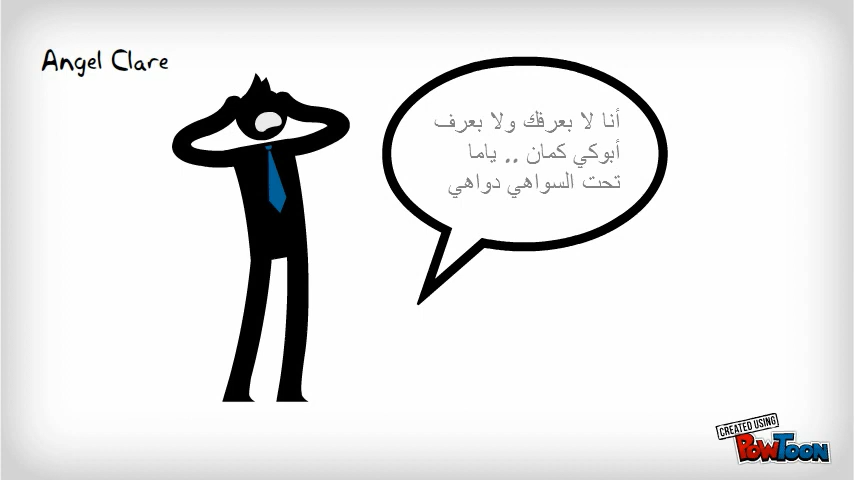 Angel Clare
أنا لا بعرفك ولا بعرف
أبوكي كمان .. ياما
تحت السواهي دواهي
CREATED USING
POWTOON